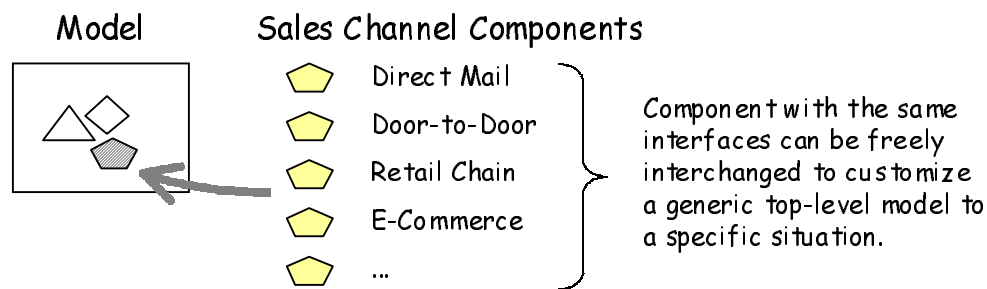 Model
Sales Channel Components
Direct Mail
Door-to-Door
Retail Chain
E-Commerce
...
Component with the same
interfaces can be freely
interchanged to customize
a generic top-level model to
a specific situation.